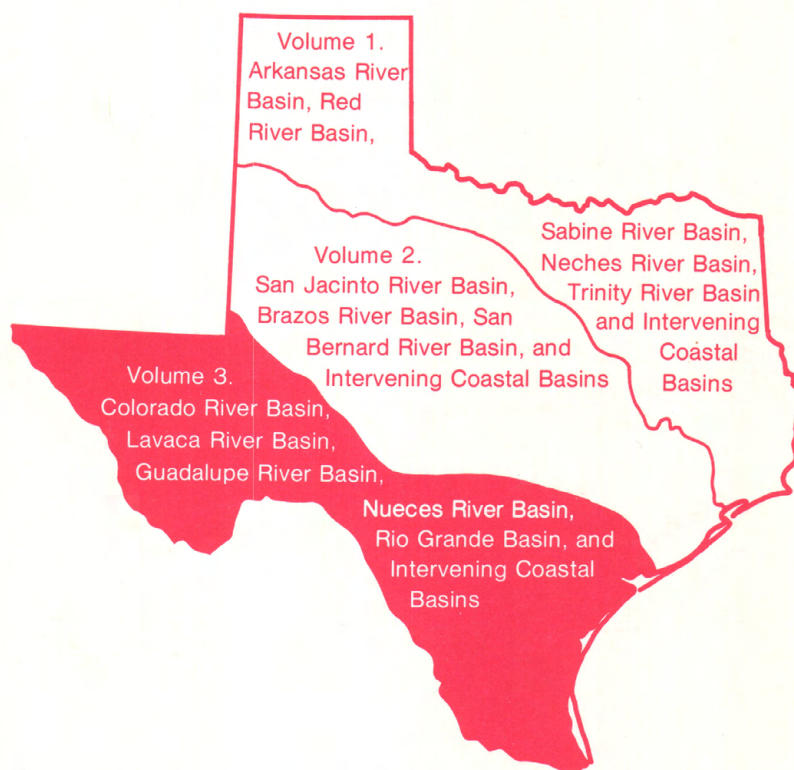 Volume 1.
Arkansas River
Basin, Red
River Basin,
Sabine River Basin,
Neches River Basin,
Trinity River Basin
and Intervening
Coastal
Basins
Volume 2.
San Jacinto River Basin,
Brazos River Basin, San
Bernard River Basin, and
Intervening Coastal Basins
Volume 3.
Colorado River Basin,
Lavaca River Basin,
Guadalupe River Basin,
Nueces River Basin,
Rio Grande Basin, and
Intervening Coastal
Basins